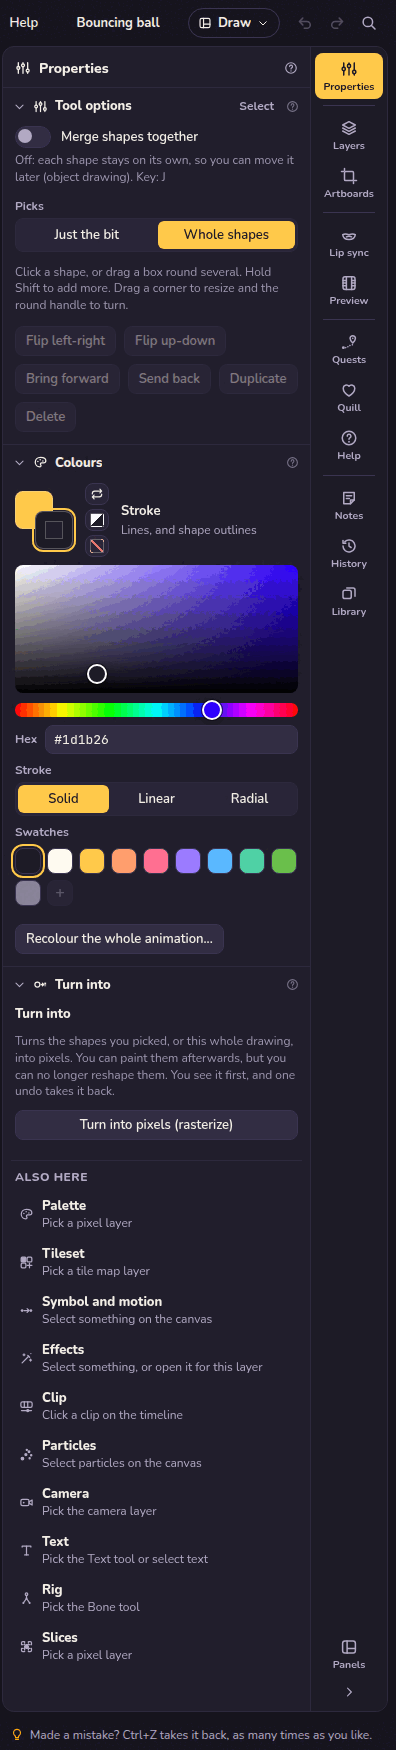 Help
Bouncing ball
Draw
Properties
Tool options
Select
Merge shapes together
Off: each shape stays on its own, so you can move it
later (object drawing). Key: J
Picks
Just the bit
Whole shapes
Click a shape, or drag a box round several. Hold
Shift to add more. Drag a corner to resize and the
round handle to turn.
Flip left-right
Flip up-down
Bring forward
Send back
Duplicate
Delete
Colours
Stroke
Lines, and shape outlines
Hex
#1d1b26
Stroke
Solid
Linear
Radial
Swatches
+
Recolour the whole animation...
Turn into
Turn into
Turns the shapes you picked, or this whole drawing,
into pixels. You can paint them afterwards, but you
can no longer reshape them. You see it first, and one
undo takes it back.
Turn into pixels (rasterize)
ALSO HERE
Palette
Pick a pixel layer
Tileset
Pick a tile map layer
Symbol and motion
Select something on the canvas
Effects
Select something, or open it for this layer
Clip
Click a clip on the timeline
Particles
Select particles on the canvas
Camera
Pick the camera layer
Text
Pick the Text tool or select text
Rig
Pick the Bone tool
Slices
Pick a pixel layer
Properties
Layers
Artboards
Lip sync
Preview
Quests
Quill
Help
Notes
History
Library
Panels
Made a mistake? Ctrl+Z takes it back, as many times as you like.